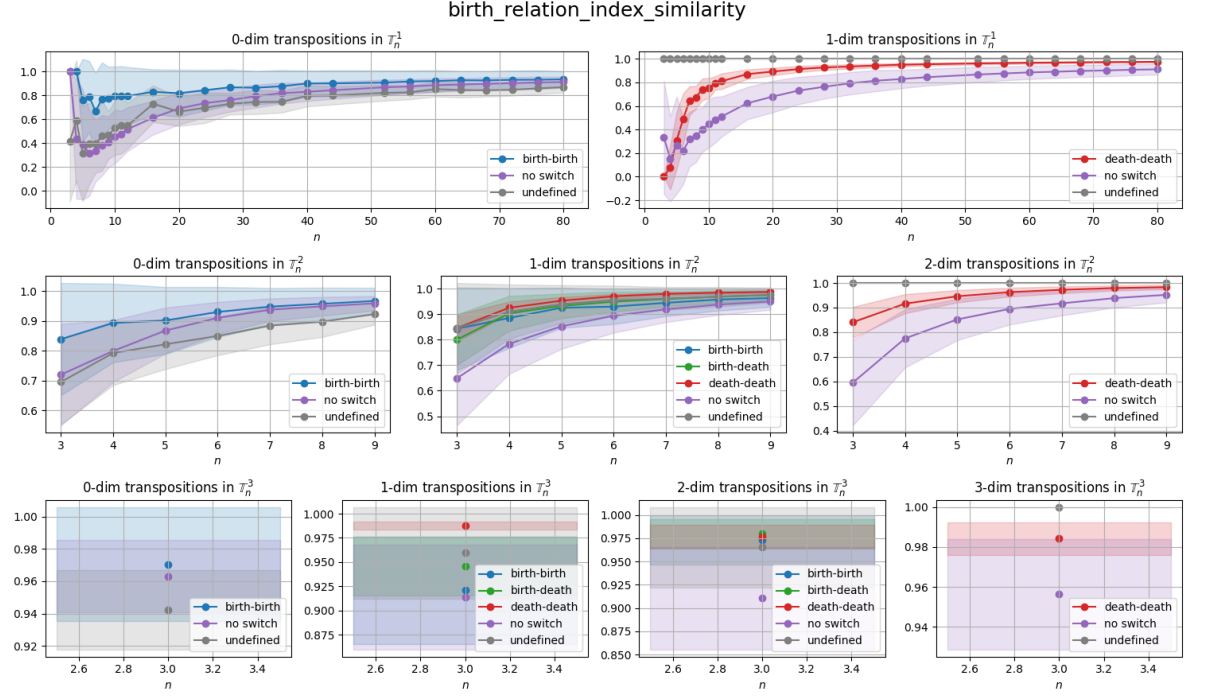 birth_relation_index_similarity
0-dim transpositions in 𝕋ₙ¹
1.0
0.8
0.6
0.4
0.2
0.0
birth-birth
no switch
undefined
0 10 20 30 40 50 60 70 80
n
1-dim transpositions in 𝕋ₙ¹
1.0
0.8
0.6
0.4
0.2
0.0
−0.2
death-death
no switch
undefined
0 10 20 30 40 50 60 70 80
n
0-dim transpositions in 𝕋ₙ²
1.0
0.9
0.8
0.7
0.6
birth-birth
no switch
undefined
3 4 5 6 7 8 9
n
1-dim transpositions in 𝕋ₙ²
1.0
0.9
0.8
0.7
0.6
0.5
birth-birth
birth-death
death-death
no switch
undefined
3 4 5 6 7 8 9
n
2-dim transpositions in 𝕋ₙ²
1.0
0.9
0.8
0.7
0.6
0.5
0.4
death-death
no switch
undefined
3 4 5 6 7 8 9
n
0-dim transpositions in 𝕋ₙ³
1.00
0.98
0.96
0.94
0.92
birth-birth
no switch
undefined
2.6 2.8 3.0 3.2 3.4
n
1-dim transpositions in 𝕋ₙ³
1.000
0.975
0.950
0.925
0.900
0.875
birth-birth
birth-death
death-death
no switch
undefined
2.6 2.8 3.0 3.2 3.4
n
2-dim transpositions in 𝕋ₙ³
1.000
0.975
0.950
0.925
0.900
0.875
0.850
birth-birth
birth-death
death-death
no switch
undefined
2.6 2.8 3.0 3.2 3.4
n
3-dim transpositions in 𝕋ₙ³
1.00
0.98
0.96
0.94
death-death
no switch
undefined
2.6 2.8 3.0 3.2 3.4
n